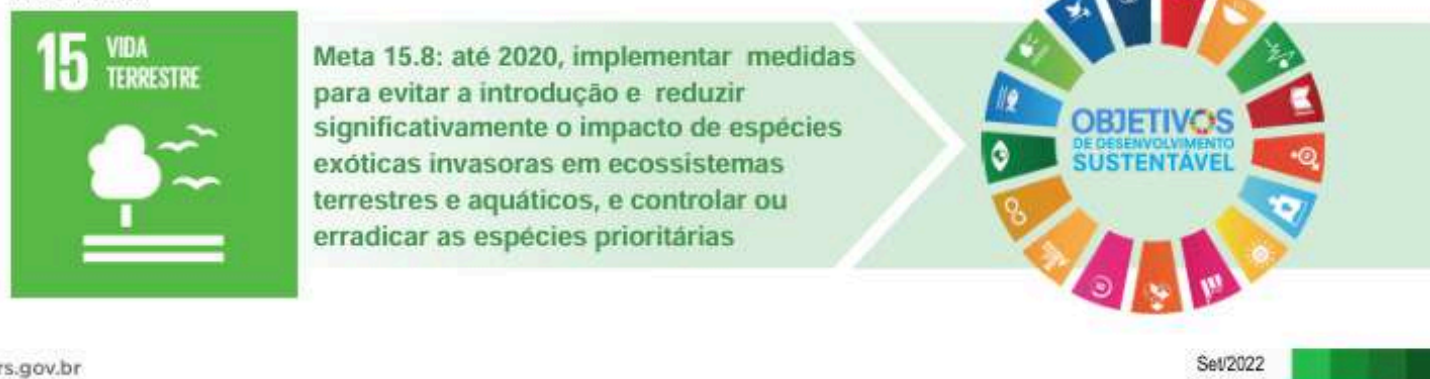 15 VIDA
TERRESTRE
Meta 15.8: até 2020, implementar medidas
para evitar a introdução e reduzir
significativamente o impacto de espécies
exóticas invasoras em ecossistemas
terrestres e aquáticos, e controlar ou
erradicar as espécies prioritárias
OBJETIVOS
DE DESENVOLVIMENTO
SUSTENTÁVEL
rs.gov.br
Set/2022